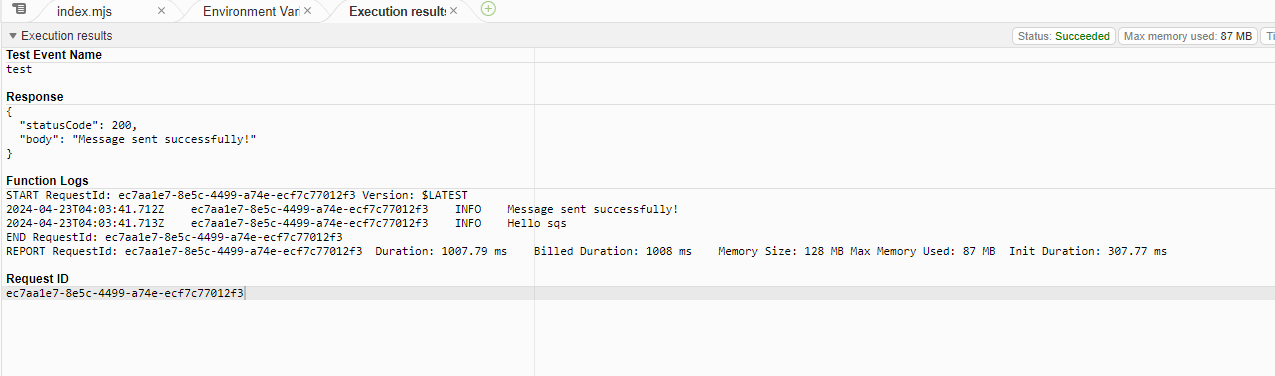 index.mjs
Environment Vari
Execution results
Execution results
Status: Succeeded
Max memory used: 87 MB
Ti
Test Event Name
test
Response
{
"statusCode": 200,
"body": "Message sent successfully!"
}
Function Logs
START RequestId: ec7aa1e7-8e5c-4499-a74e-ecf7c77012f3 Version: $LATEST
2024-04-23T04:03:41.712Z ec7aa1e7-8e5c-4499-a74e-ecf7c77012f3 INFO Message sent successfully!
2024-04-23T04:03:41.713Z ec7aa1e7-8e5c-4499-a74e-ecf7c77012f3 INFO Hello sqs
END RequestId: ec7aa1e7-8e5c-4499-a74e-ecf7c77012f3
REPORT RequestId: ec7aa1e7-8e5c-4499-a74e-ecf7c77012f3 Duration: 1007.79 ms Billed Duration: 1008 ms Memory Size: 128 MB Max Memory Used: 87 MB Init Duration: 307.77 ms
Request ID
ec7aa1e7-8e5c-4499-a74e-ecf7c77012f3